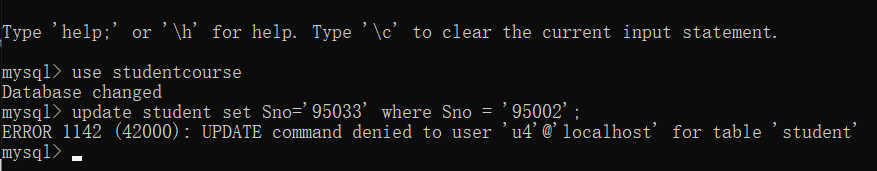 Type 'help;' or '\h' for help. Type '\c' to clear the current input statement.
mysql> use studentcourse
Database changed
mysql> update student set Sno='95033' where Sno = '95002';
ERROR 1142 (42000): UPDATE command denied to user 'u4'@'localhost' for table 'student'
mysql>